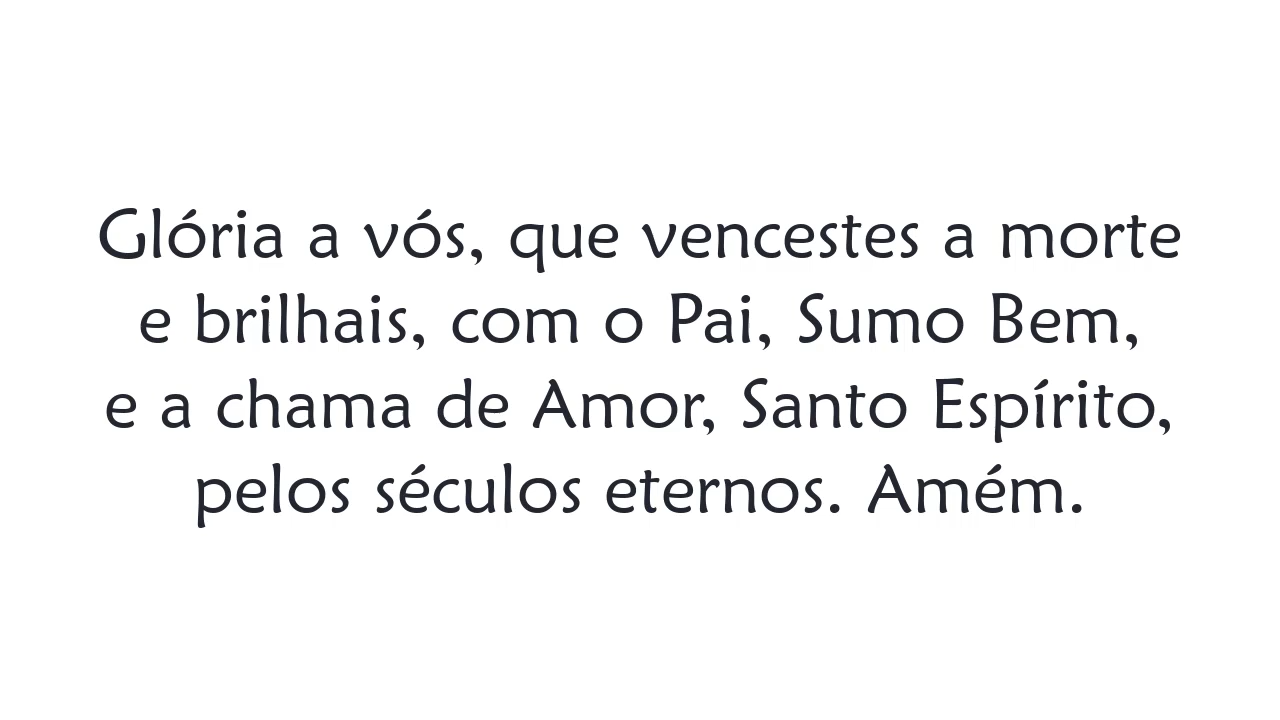 Glória a vós, que vencestes a morte
e brilhais, com o Pai, Sumo Bem,
e a chama de Amor, Santo Espírito,
pelos séculos eternos. Amém.